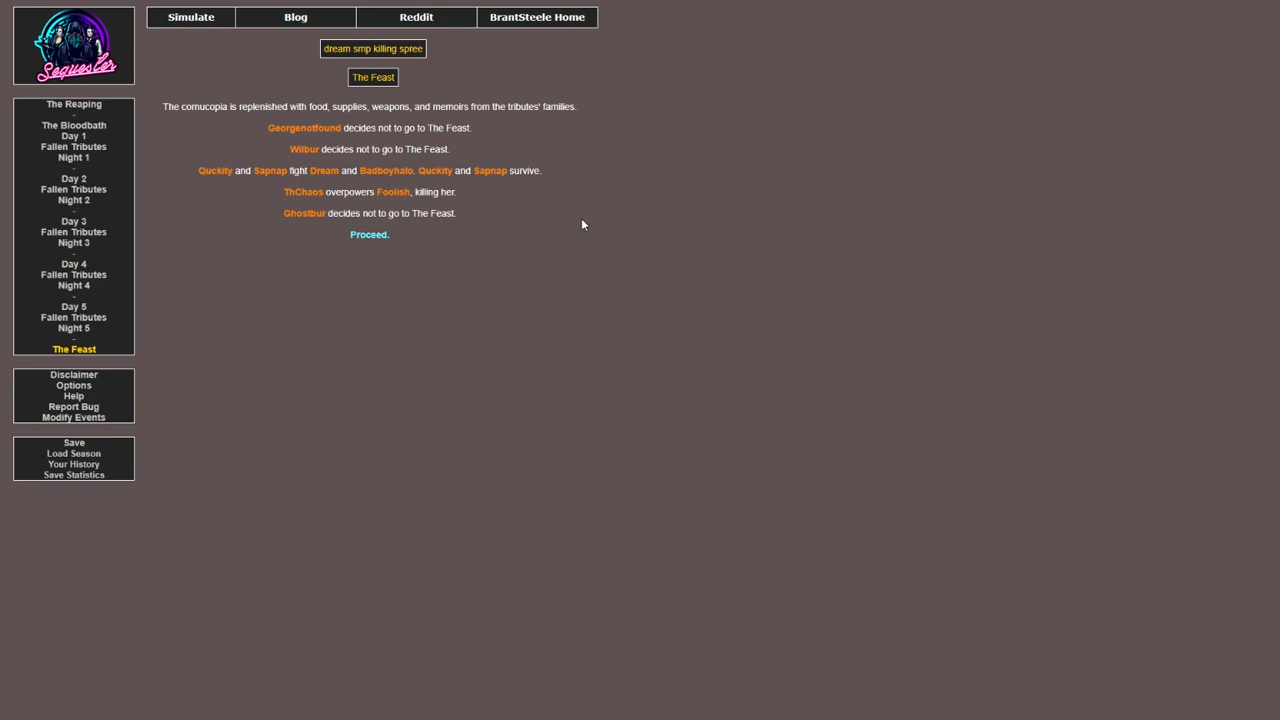 Sequester
Simulate
Blog
Reddit
BrantSteele Home
dream smp killing spree
The Feast
The cornucopia is replenished with food, supplies, weapons, and memoirs from the tributes' families.
Georgenotfound decides not to go to The Feast.
Wilbur decides not to go to The Feast.
Quckity and Sapnap fight Dream and Badboyhalo. Quckity and Sapnap survive.
ThChaos overpowers Foolish, killing her.
Ghostbur decides not to go to The Feast.
Proceed.
The Reaping
-
The Bloodbath
Day 1
Fallen Tributes
Night 1
-
Day 2
Fallen Tributes
Night 2
-
Day 3
Fallen Tributes
Night 3
-
Day 4
Fallen Tributes
Night 4
-
Day 5
Fallen Tributes
Night 5
-
The Feast
Disclaimer
Options
Help
Report Bug
Modify Events
Save
Load Season
Your History
Save Statistics